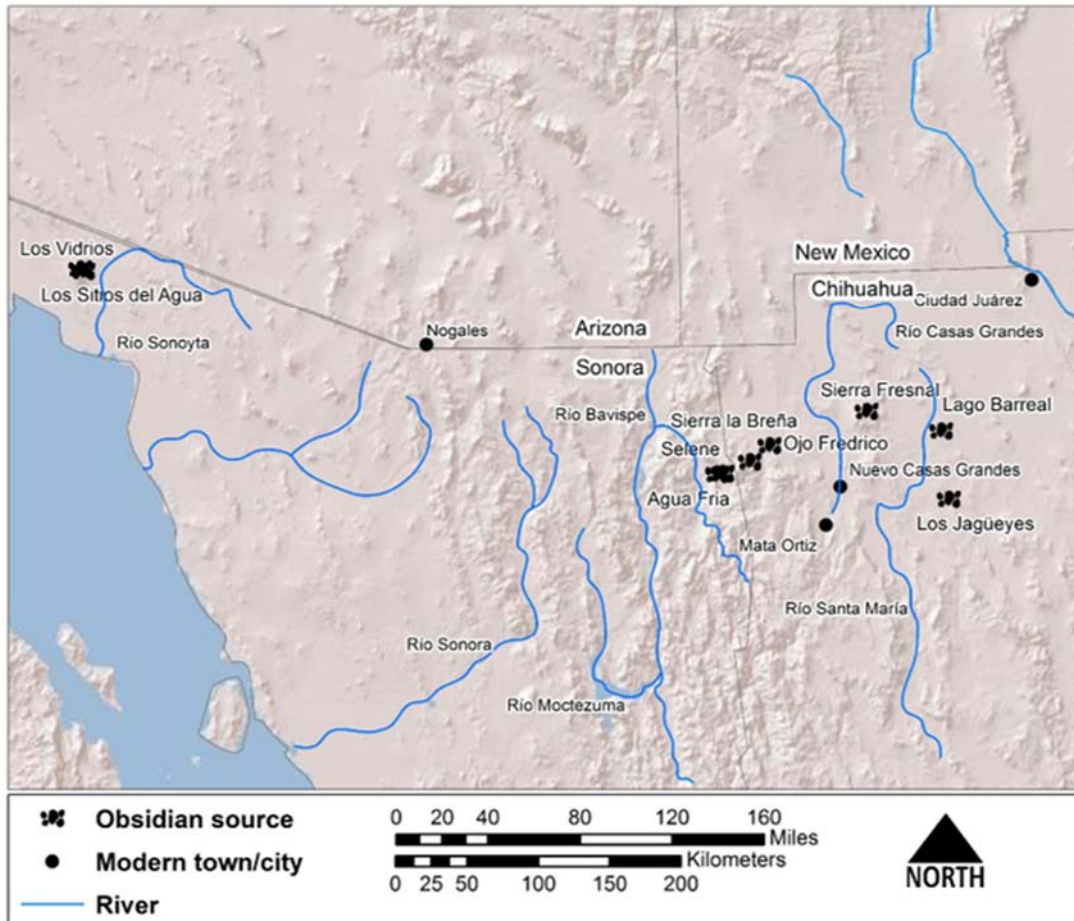 New Mexico
Los Vidrios
Chihuahua
Los Sitros del Agua
Ciudad Juárez
Nogales
Arizona
Río Casas Grandes
Río Sonoyta
Sonora
Sierra Fresnal
Lago Barreal
Río Bavispe
Sierra la Breña
Ojo Fredrico
Selene
Nuevo Casas Grandes
Agua Fria
Los Jagüeyes
Mata Ortiz
Río Santa María
Río Sonora
Río Moctezuma
Obsidian source
Modern town/city
River
0 20 40 80 120 160
Miles
Kilometers
0 25 50 100 150 200
NORTH